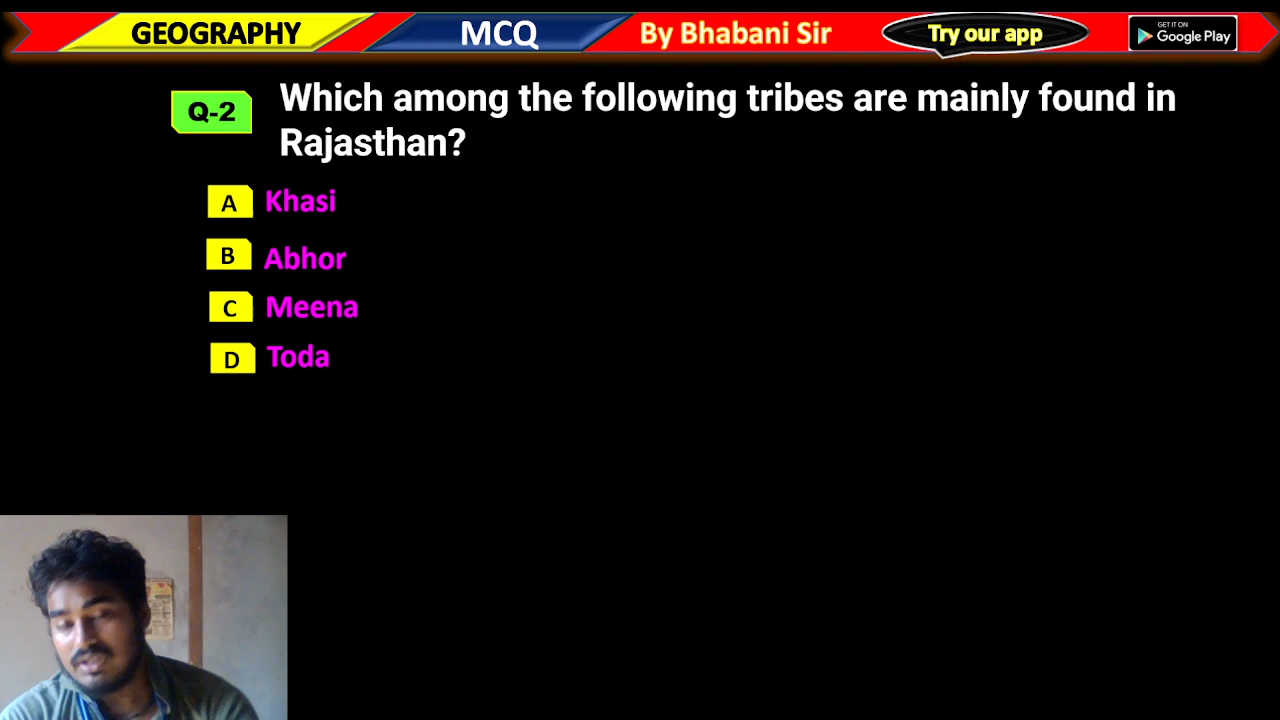 GEOGRAPHY MCQ By Bhabani Sir Try our app GET IT ON Google Play
Q-2 Which among the following tribes are mainly found in
Rajasthan?
A Khasi
B Abhor
C Meena
D Toda